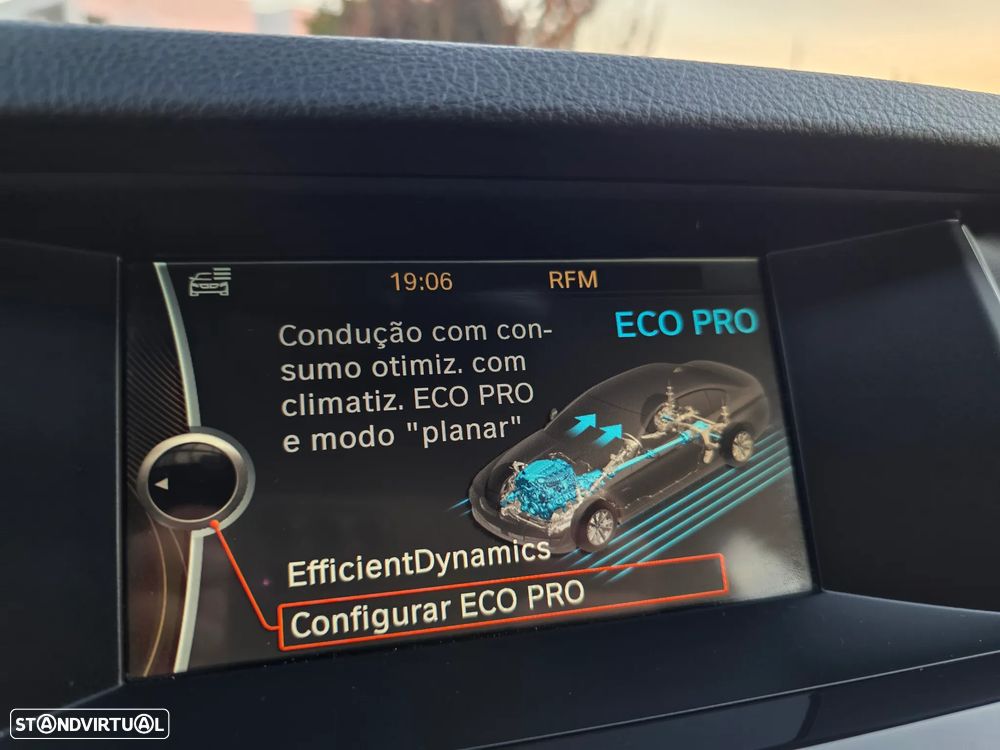 19:06
RFM
ECO PRO
Condução com con-
sumo otimiz. com
climatiz. ECO PRO
e modo "planar"
EfficientDynamics
Configurar ECO PRO
STANDVIRTUAL